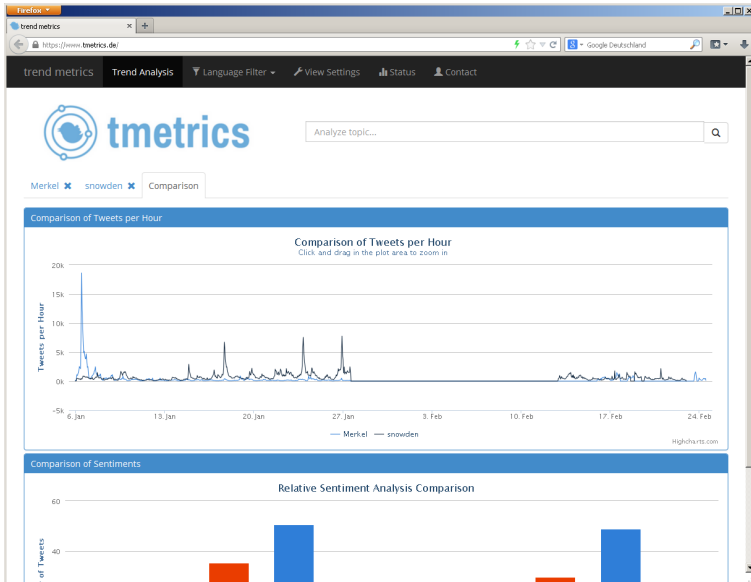 Firefox
trend metrics
https://www.tmetrics.de/
Google Deutschland
trend metrics Trend Analysis Language Filter View Settings Status Contact
tmetrics
Analyze topic...
Merkel snowden Comparison
Comparison of Tweets per Hour
Comparison of Tweets per Hour
Click and drag in the plot area to zoom in
Tweets per Hour
20k
15k
10k
5k
0k
-5k
6. Jan 13. Jan 20. Jan 27. Jan 3. Feb 10. Feb 17. Feb 24. Feb
Merkel snowden
Highcharts.com
Comparison of Sentiments
Relative Sentiment Analysis Comparison
60
40
of Tweets